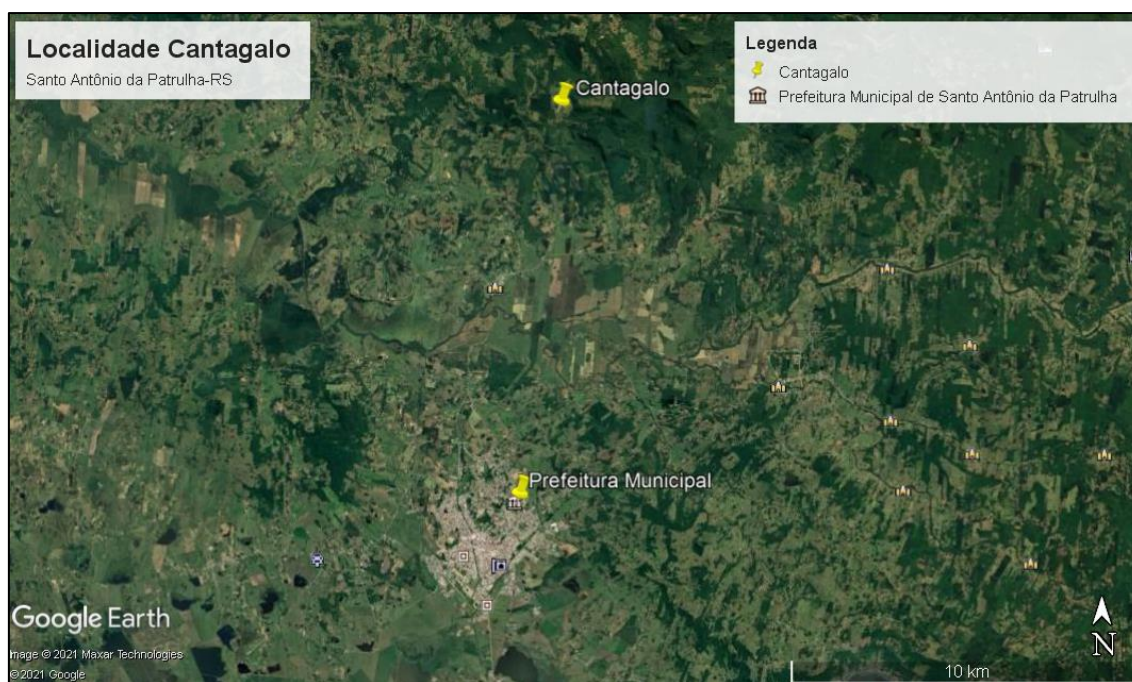 Localidade Cantagalo
Santo Antônio da Patrulha-RS
Legenda
Cantagalo
Prefeitura Municipal de Santo Antônio da Patrulha
Cantagalo
Prefeitura Municipal
Google Earth
Image © 2021 Maxar Technologies
© 2021 Google
N
10 km